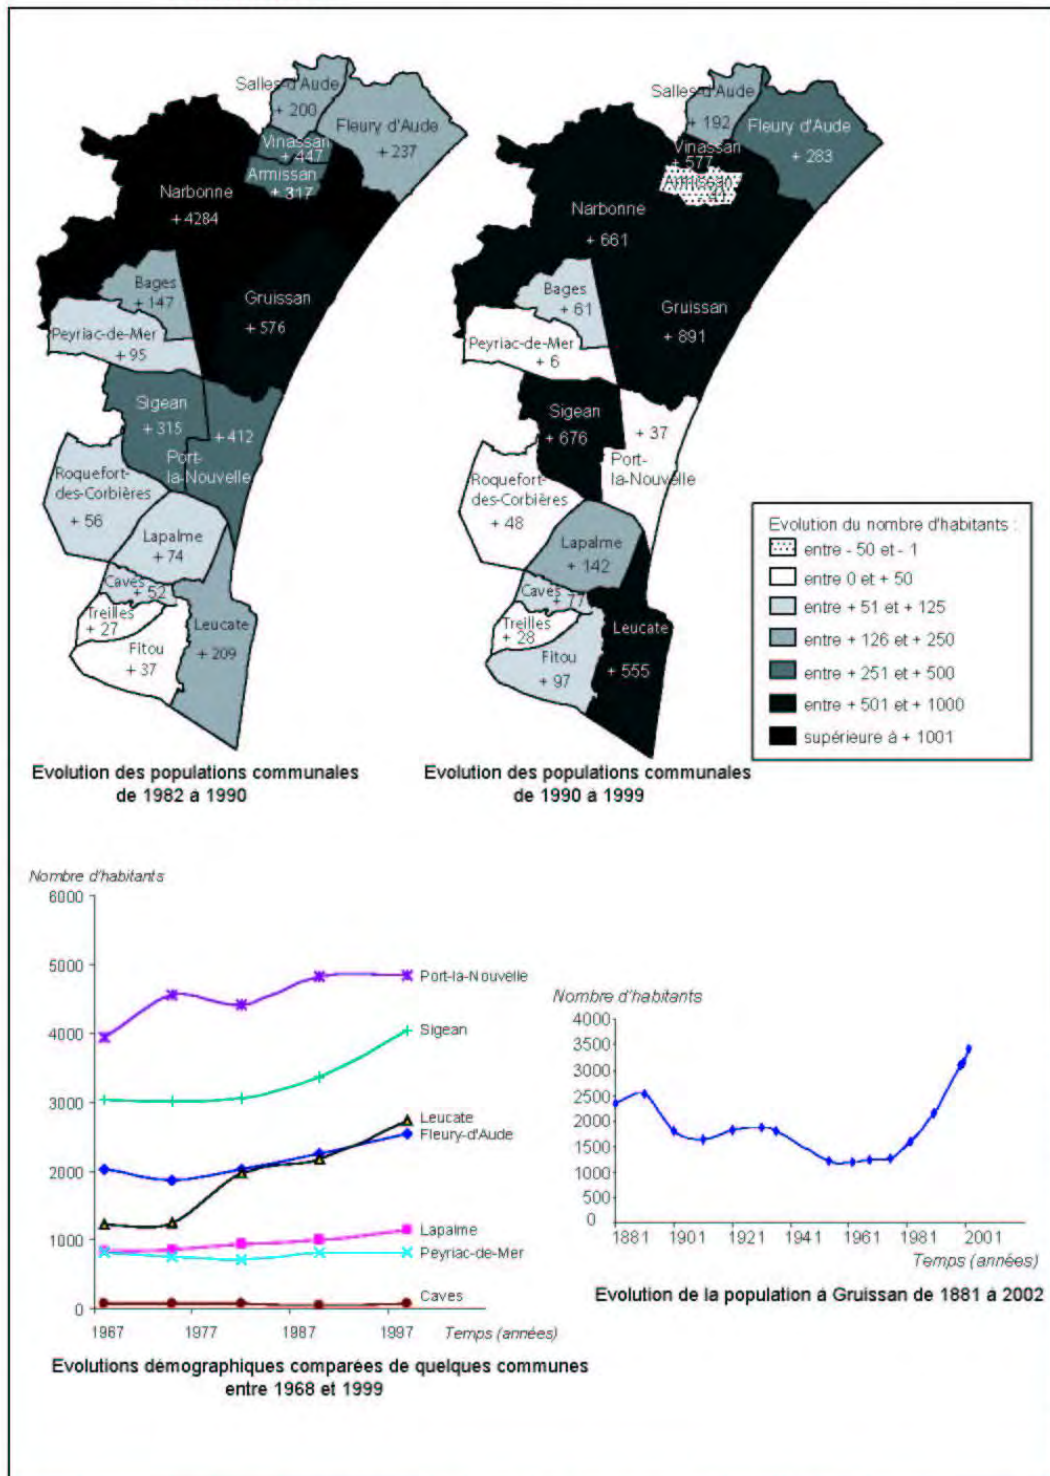 Salles-d'Aude
+ 200
Fleury d'Aude
+ 237
Vinassan
+ 447
Armissan
+ 317
Narbonne
+ 4284
Bages
+ 147
Gruissan
+ 576
Peyriac-de-Mer
+ 95
Sigean
+ 315
+ 412
Port-
la-Nouvelle
Roquefort-
des-Corbières
+ 56
Lapalme
+ 74
Caves
+ 52
Treilles
+ 27
Leucate
+ 209
Fitou
+ 37
Evolution des populations communales
de 1982 à 1990
Salles-d'Aude
+ 192
Fleury d'Aude
+ 283
Vinassan
+ 577
Armissan
Narbonne
+ 661
Bages
+ 61
Gruissan
+ 891
Peyriac-de-Mer
+ 6
Sigean
+ 676
+ 37
Port-
la-Nouvelle
Roquefort-
des-Corbières
+ 48
Lapalme
+ 142
Caves
+ 77
Treilles
+ 28
Leucate
+ 555
Fitou
+ 97
Evolution des populations communales
de 1990 à 1999
Evolution du nombre d'habitants :
entre - 50 et - 1
entre 0 et + 50
entre + 51 et + 125
entre + 126 et + 250
entre + 251 et + 500
entre + 501 et + 1000
supérieure à + 1001
Nombre d'habitants
6000
5000
4000
3000
2000
1000
0
Port-la-Nouvelle
Sigean
Leucate
Fleury-d'Aude
Lapalme
Peyriac-de-Mer
Caves
1967 1977 1987 1997 Temps (années)
Evolutions démographiques comparées de quelques communes
entre 1968 et 1999
Nombre d'habitants
4000
3500
3000
2500
2000
1500
1000
500
0
1881 1901 1921 1941 1961 1981 2001
Temps (années)
Evolution de la population à Gruissan de 1881 à 2002